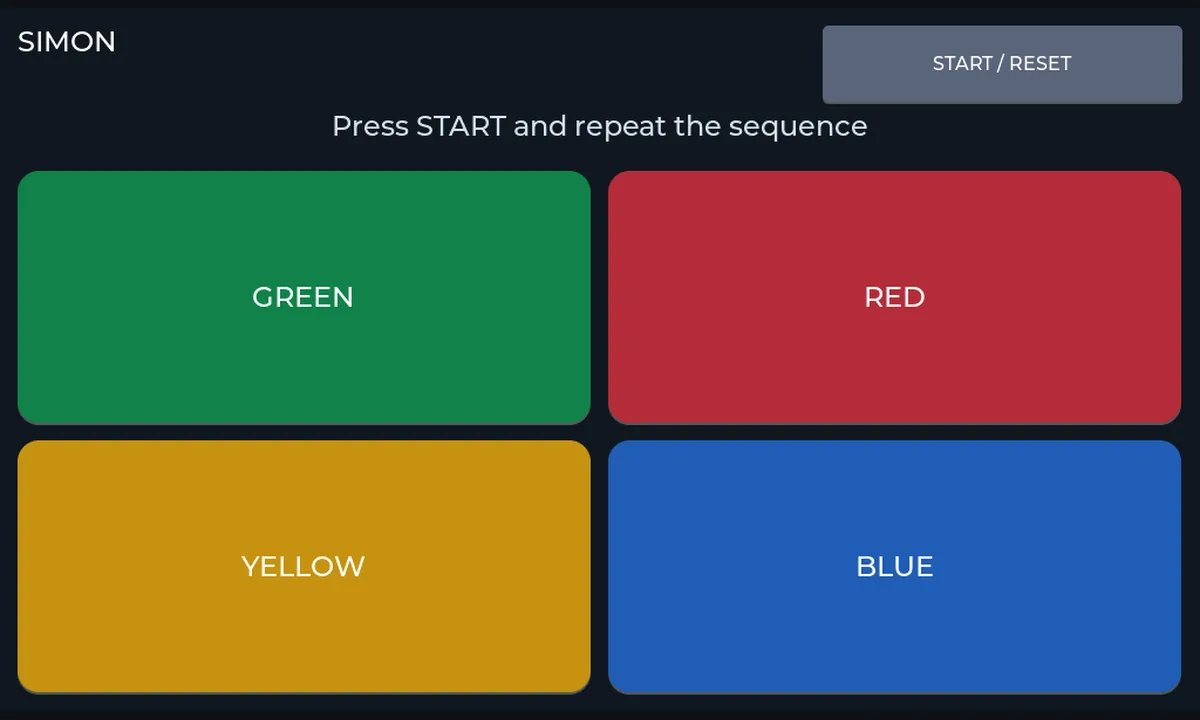 SIMON
START / RESET
Press START and repeat the sequence
GREEN
RED
YELLOW
BLUE